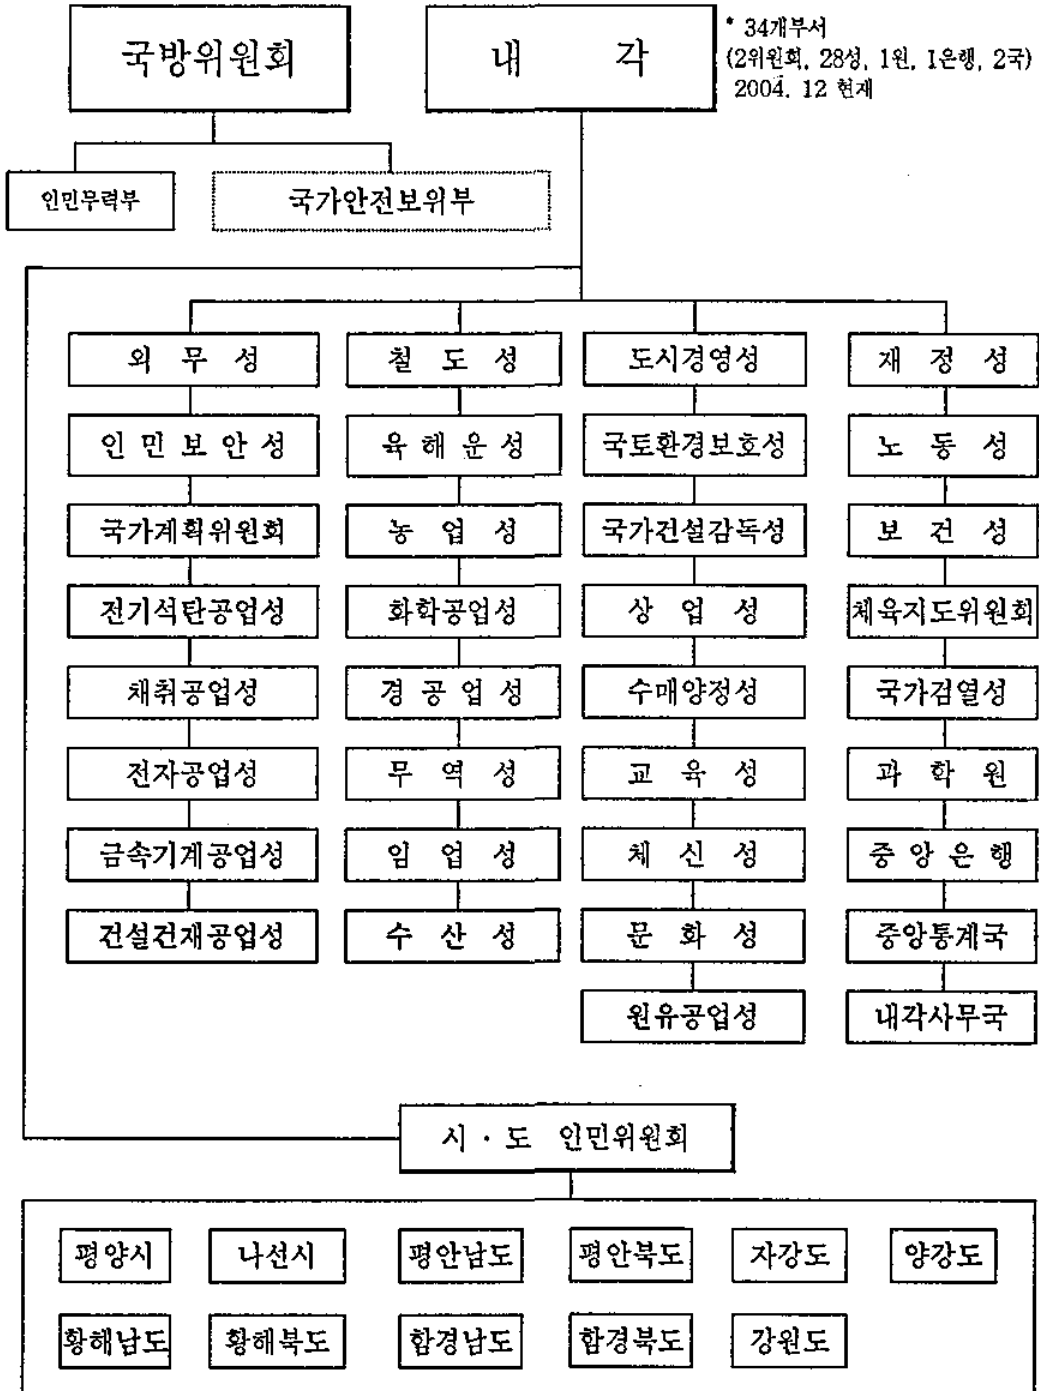 국방위원회
내 각
* 34개부서
(2위원회, 28성, 1원, 1은행, 2국)
2004. 12 현재
인민무력부
국가안전보위부
외 무 성
철 도 성
도시경영성
재 정 성
인 민 보 안 성
육 해 운 성
국토환경보호성
노 동 성
국가계획위원회
농 업 성
국가건설감독성
보 건 성
전기석탄공업성
화학공업성
상 업 성
체육지도위원회
채취공업성
경 공 업 성
수매양정성
국가검열성
전자공업성
무 역 성
교 육 성
과 학 원
금속기계공업성
임 업 성
체 신 성
중 앙 은 행
건설건재공업성
수 산 성
문 화 성
중앙통계국
원유공업성
내각사무국
시 · 도 인민위원회
평양시
나선시
평안남도
평안북도
자강도
양강도
황해남도
황해북도
함경남도
함경북도
강원도